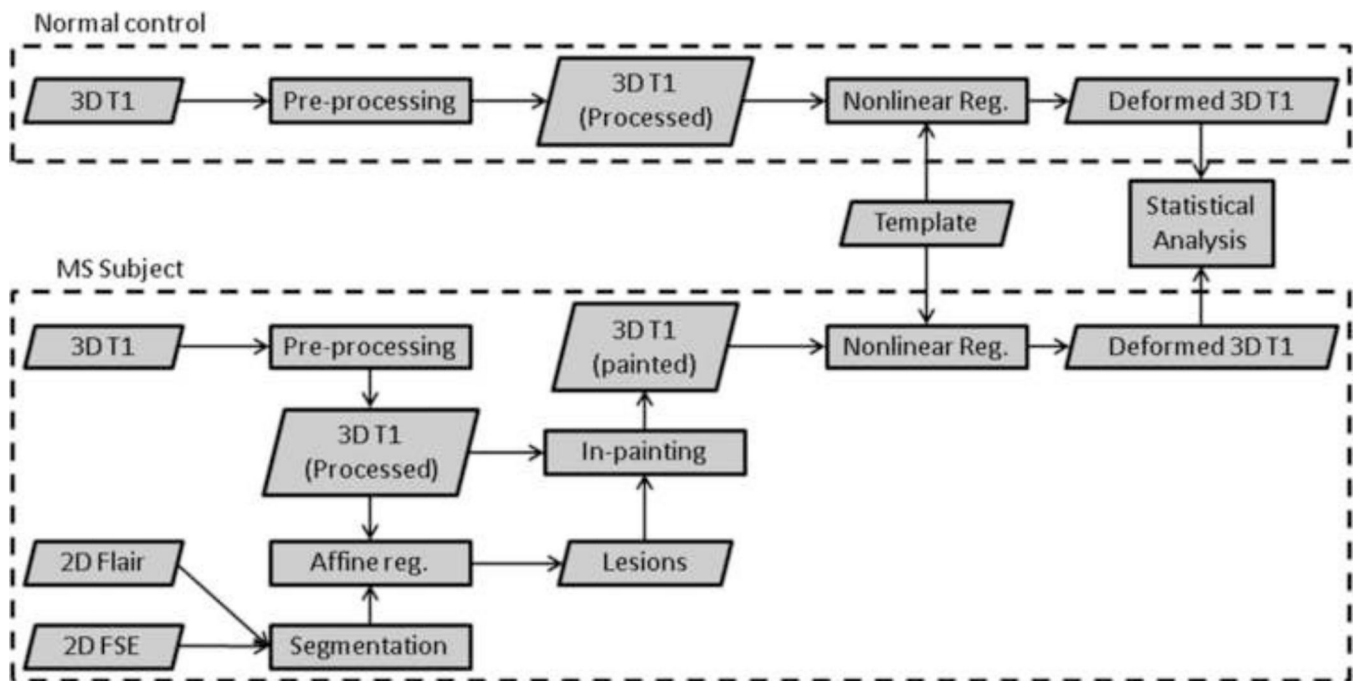 Normal control
3D T1
Pre-processing
3D T1
(Processed)
Nonlinear Reg.
Deformed 3D T1
Template
Statistical
Analysis
MS Subject
3D T1
Pre-processing
3D T1
(painted)
Nonlinear Reg.
Deformed 3D T1
3D T1
(Processed)
In-painting
2D Flair
Affine reg.
Lesions
2D FSE
Segmentation